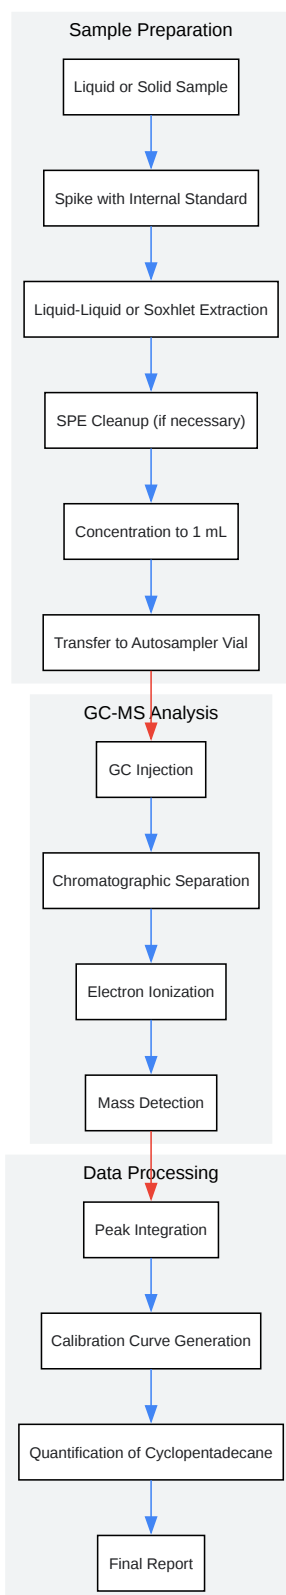 Sample Preparation
Liquid or Solid Sample
Spike with Internal Standard
Liquid-Liquid or Soxhlet Extraction
SPE Cleanup (if necessary)
Concentration to 1 mL
Transfer to Autosampler Vial
GC-MS Analysis
GC Injection
Chromatographic Separation
Electron Ionization
Mass Detection
Data Processing
Peak Integration
Calibration Curve Generation
Quantification of Cyclopentadecane
Final Report